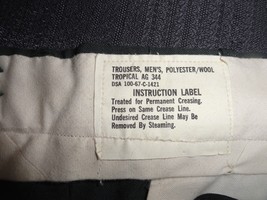 TROUSERS, MEN'S, POLYESTER/WOOL
TROPICAL AG 344
DSA 100-67-C-1421
INSTRUCTION LABEL
Treated for Permanent Creasing.
Press on Same Crease Line.
Undesired Crease Line May Be
Removed By Steaming.